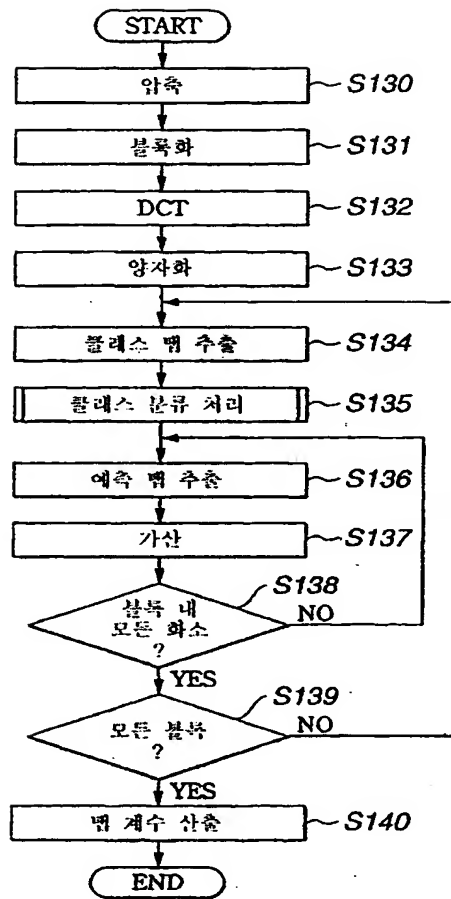 START
압축
S130
블록화
S131
DCT
S132
양자화
S133
클래스 탭 추출
S134
클래스 분류 처리
S135
예측 탭 추출
S136
가산
S137
S138
블록 내
모든 화소
?
NO
YES
S139
모든 블록
?
NO
YES
탭 계수 산출
S140
END